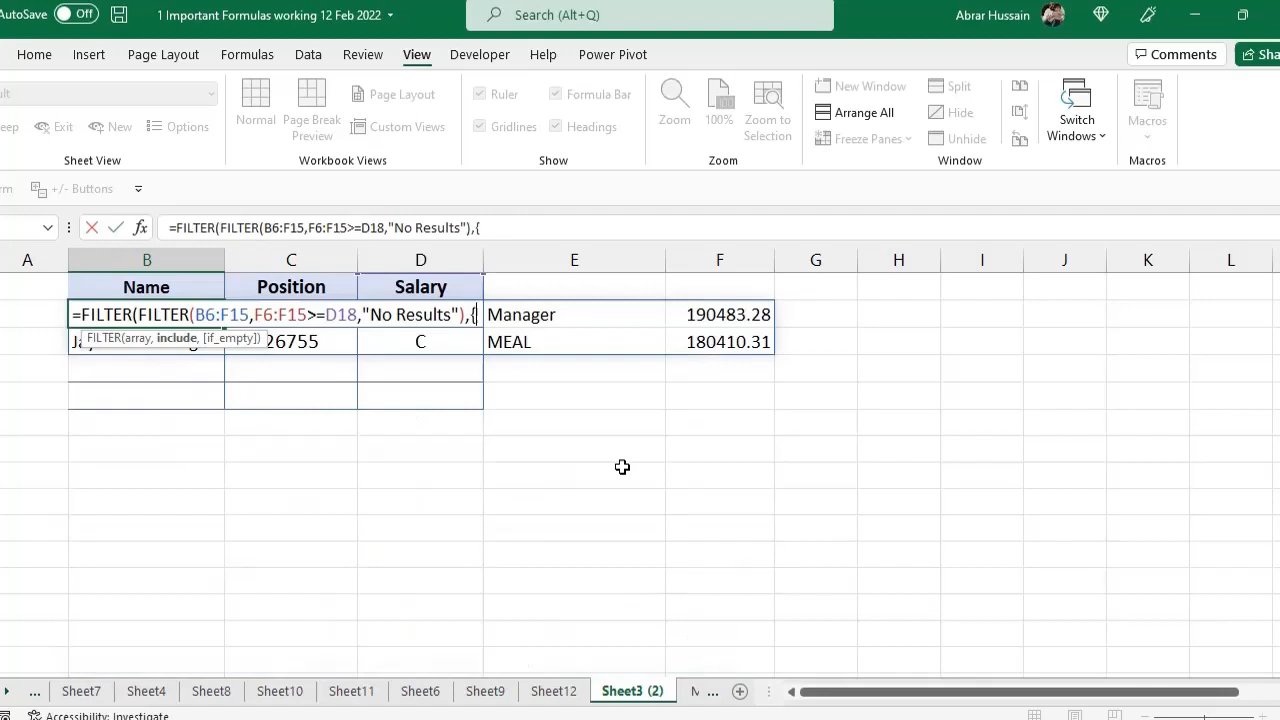 AutoSave Off 1 Important Formulas working 12 Feb 2022 Search (Alt+Q) Abrar Hussain
Home Insert Page Layout Formulas Data Review View Developer Help Power Pivot Comments Sha
ult
eep Exit New Options
Sheet View
Normal Page Break Preview Page Layout Custom Views
Workbook Views
Ruler Formula Bar
Gridlines Headings
Show
Zoom 100% Zoom to Selection
Zoom
New Window Split
Arrange All Hide
Freeze Panes Unhide
Switch Windows
Window
Macros
Macros
rm +/- Buttons
fx =FILTER(FILTER(B6:F15,F6:F15>=D18,"No Results"),{
A B C D E F G H I J K L
Name Position Salary
=FILTER(FILTER(B6:F15,F6:F15>=D18,"No Results"),{ Manager 190483.28
FILTER(array, include, [if_empty])
26755 C MEAL 180410.31
... Sheet7 Sheet4 Sheet8 Sheet10 Sheet11 Sheet6 Sheet9 Sheet12 Sheet3 (2) M ...
Accessibility: Investigate